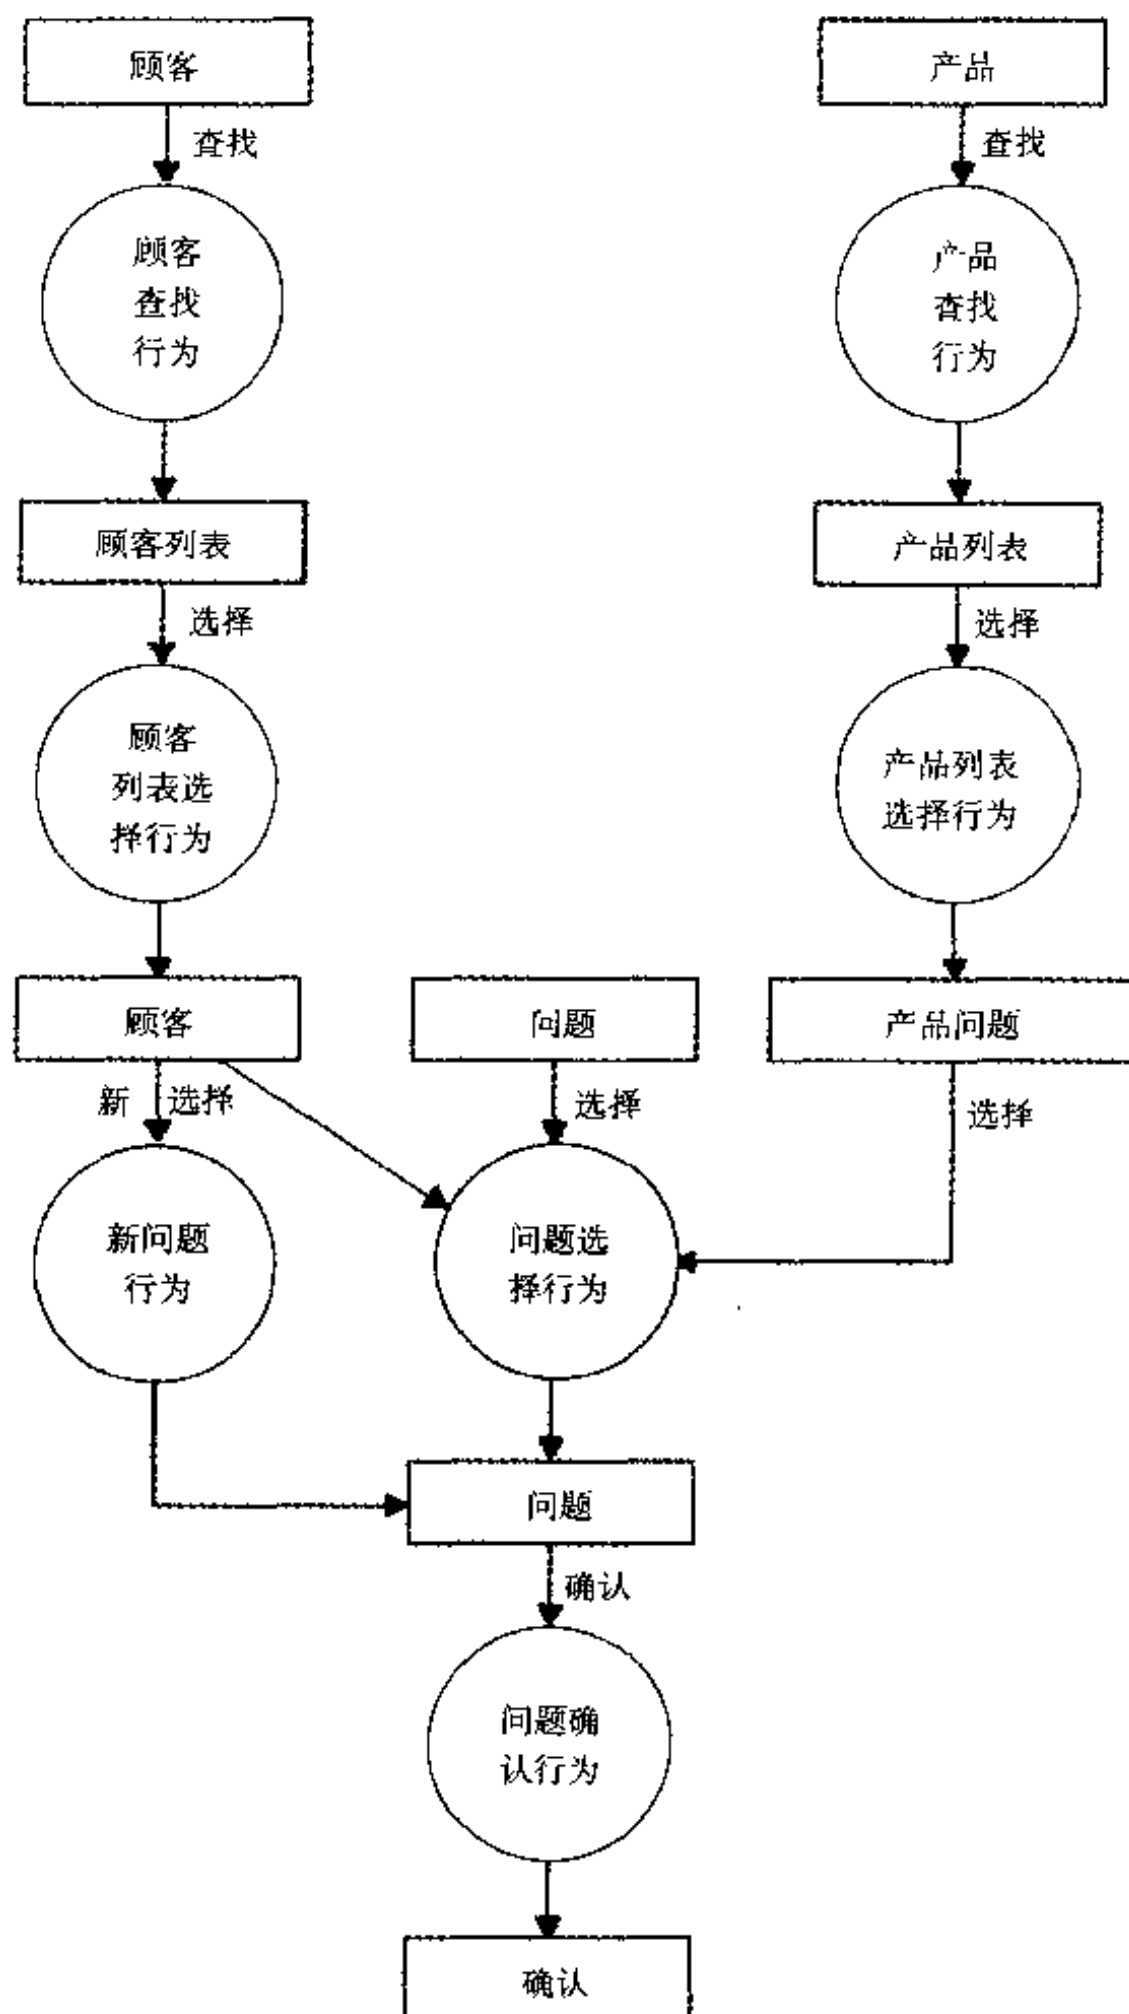 顾客
产品
查找
查找
顾客
查找
行为
产品
查找
行为
顾客列表
产品列表
选择
选择
顾客
列表选
择行为
产品列表
选择行为
顾客
问题
产品问题
新
选择
选择
选择
新问题
行为
问题选
择行为
问题
确认
问题确
认行为
确认